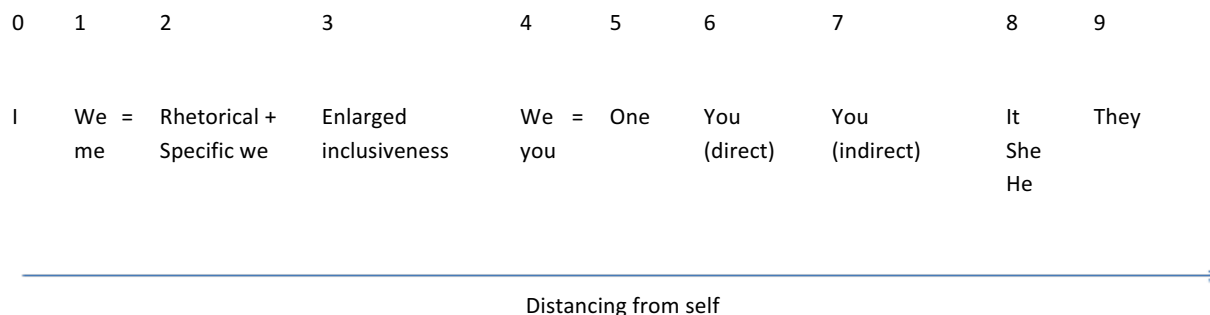 0 1 2 3 4 5 6 7 8 9
I We = Rhetorical + Enlarged We = One You You It They
me Specific we inclusiveness you (direct) (indirect) She
He
Distancing from self